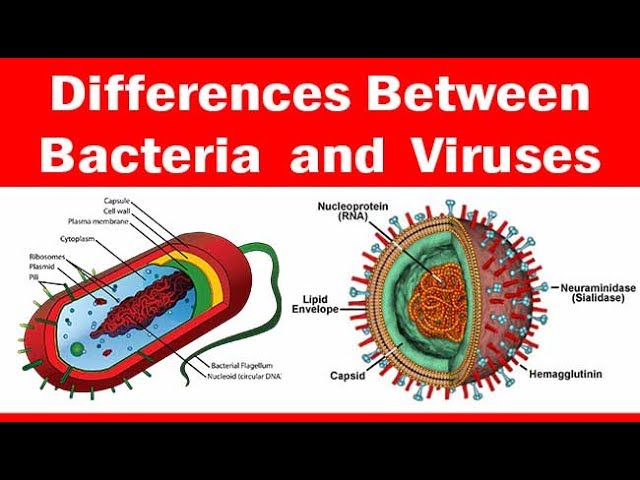 Differences Between
Bacteria and Viruses
Capsule
Cell wall
Plasma membrane
Cytoplasm
Ribosomes
Plasmid
Pili
Bacterial Flagellum
Nucleoid (circular DNA)
Nucleoprotein
(RNA)
Lipid
Envelope
Capsid
Neuraminidase
(Sialidase)
Hemagglutinin